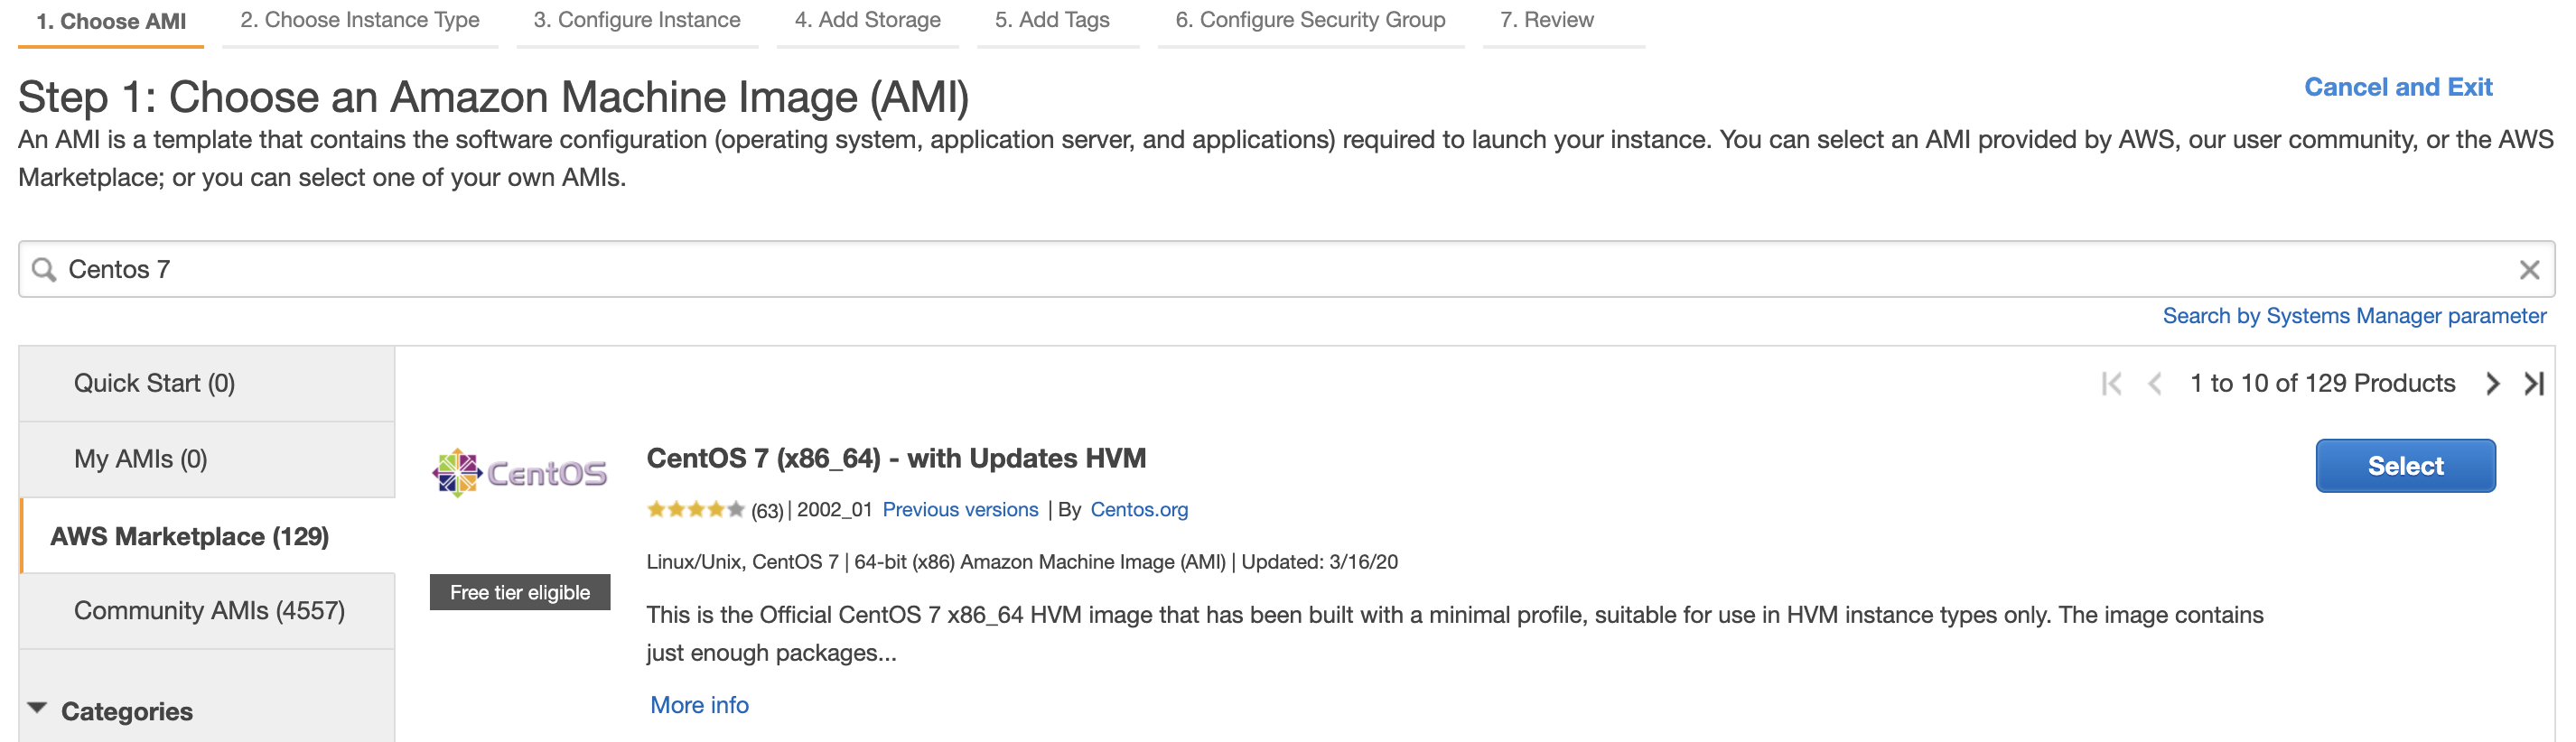 1. Choose AMI 2. Choose Instance Type 3. Configure Instance 4. Add Storage 5. Add Tags 6. Configure Security Group 7. Review
Step 1: Choose an Amazon Machine Image (AMI)
Cancel and Exit
An AMI is a template that contains the software configuration (operating system, application server, and applications) required to launch your instance. You can select an AMI provided by AWS, our user community, or the AWS
Marketplace; or you can select one of your own AMIs.
Centos 7
Search by Systems Manager parameter
Quick Start (0)
My AMIs (0)
AWS Marketplace (129)
Community AMIs (4557)
Categories
1 to 10 of 129 Products
CentOS
Free tier eligible
CentOS 7 (x86_64) - with Updates HVM
Select
(63) | 2002_01 Previous versions | By Centos.org
Linux/Unix, CentOS 7 | 64-bit (x86) Amazon Machine Image (AMI) | Updated: 3/16/20
This is the Official CentOS 7 x86_64 HVM image that has been built with a minimal profile, suitable for use in HVM instance types only. The image contains
just enough packages...
More info